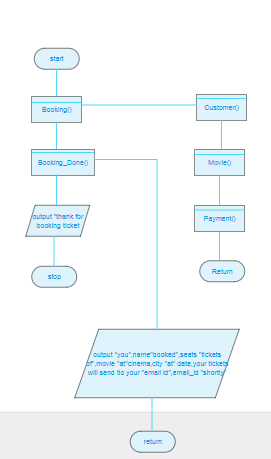 start
Booking()
Customer()
Booking_Done()
Movie()
output "thank for
booking ticket
Payment()
stop
Return
output "you",name"booked",seats "tickets
of",movie "at"cinema,city "at" date,your tickets
will send tio your "email id",email_id "shortly
return